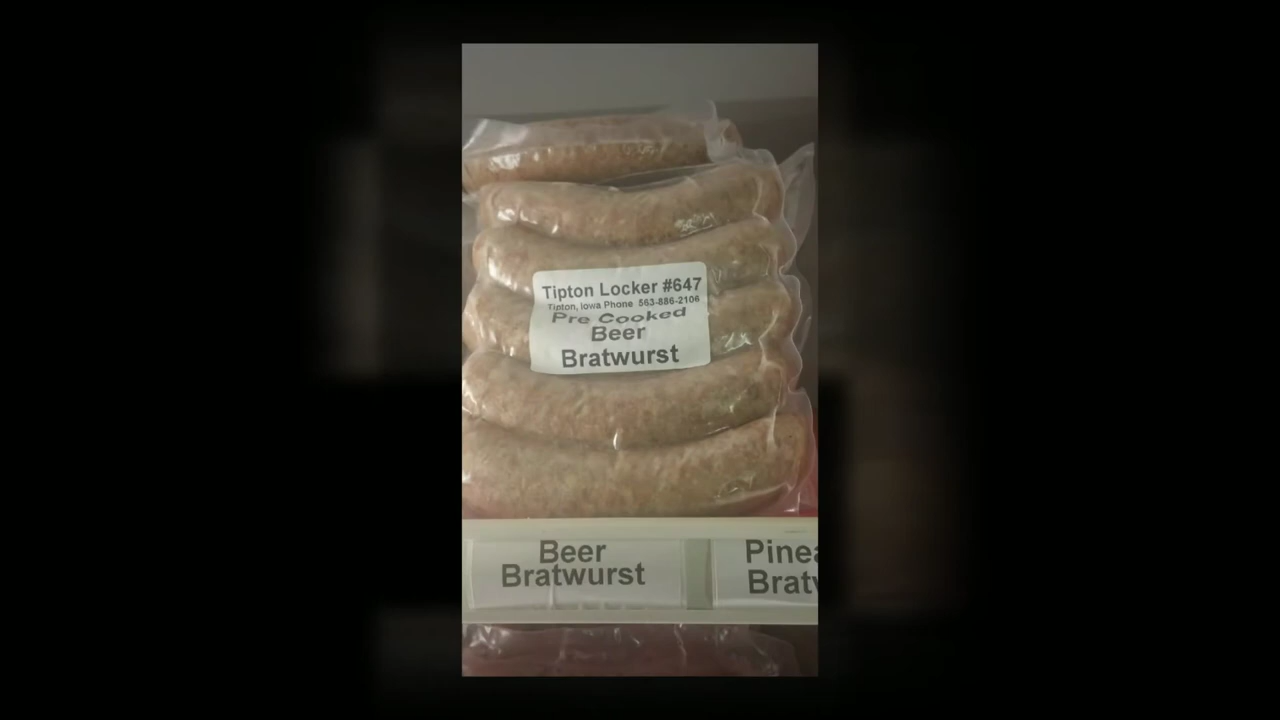 Tipton Locker #647
Tipton, Iowa Phone 563-886-2106
Pre Cooked
Beer
Bratwurst
Beer
Bratwurst
Pinea
Bratw